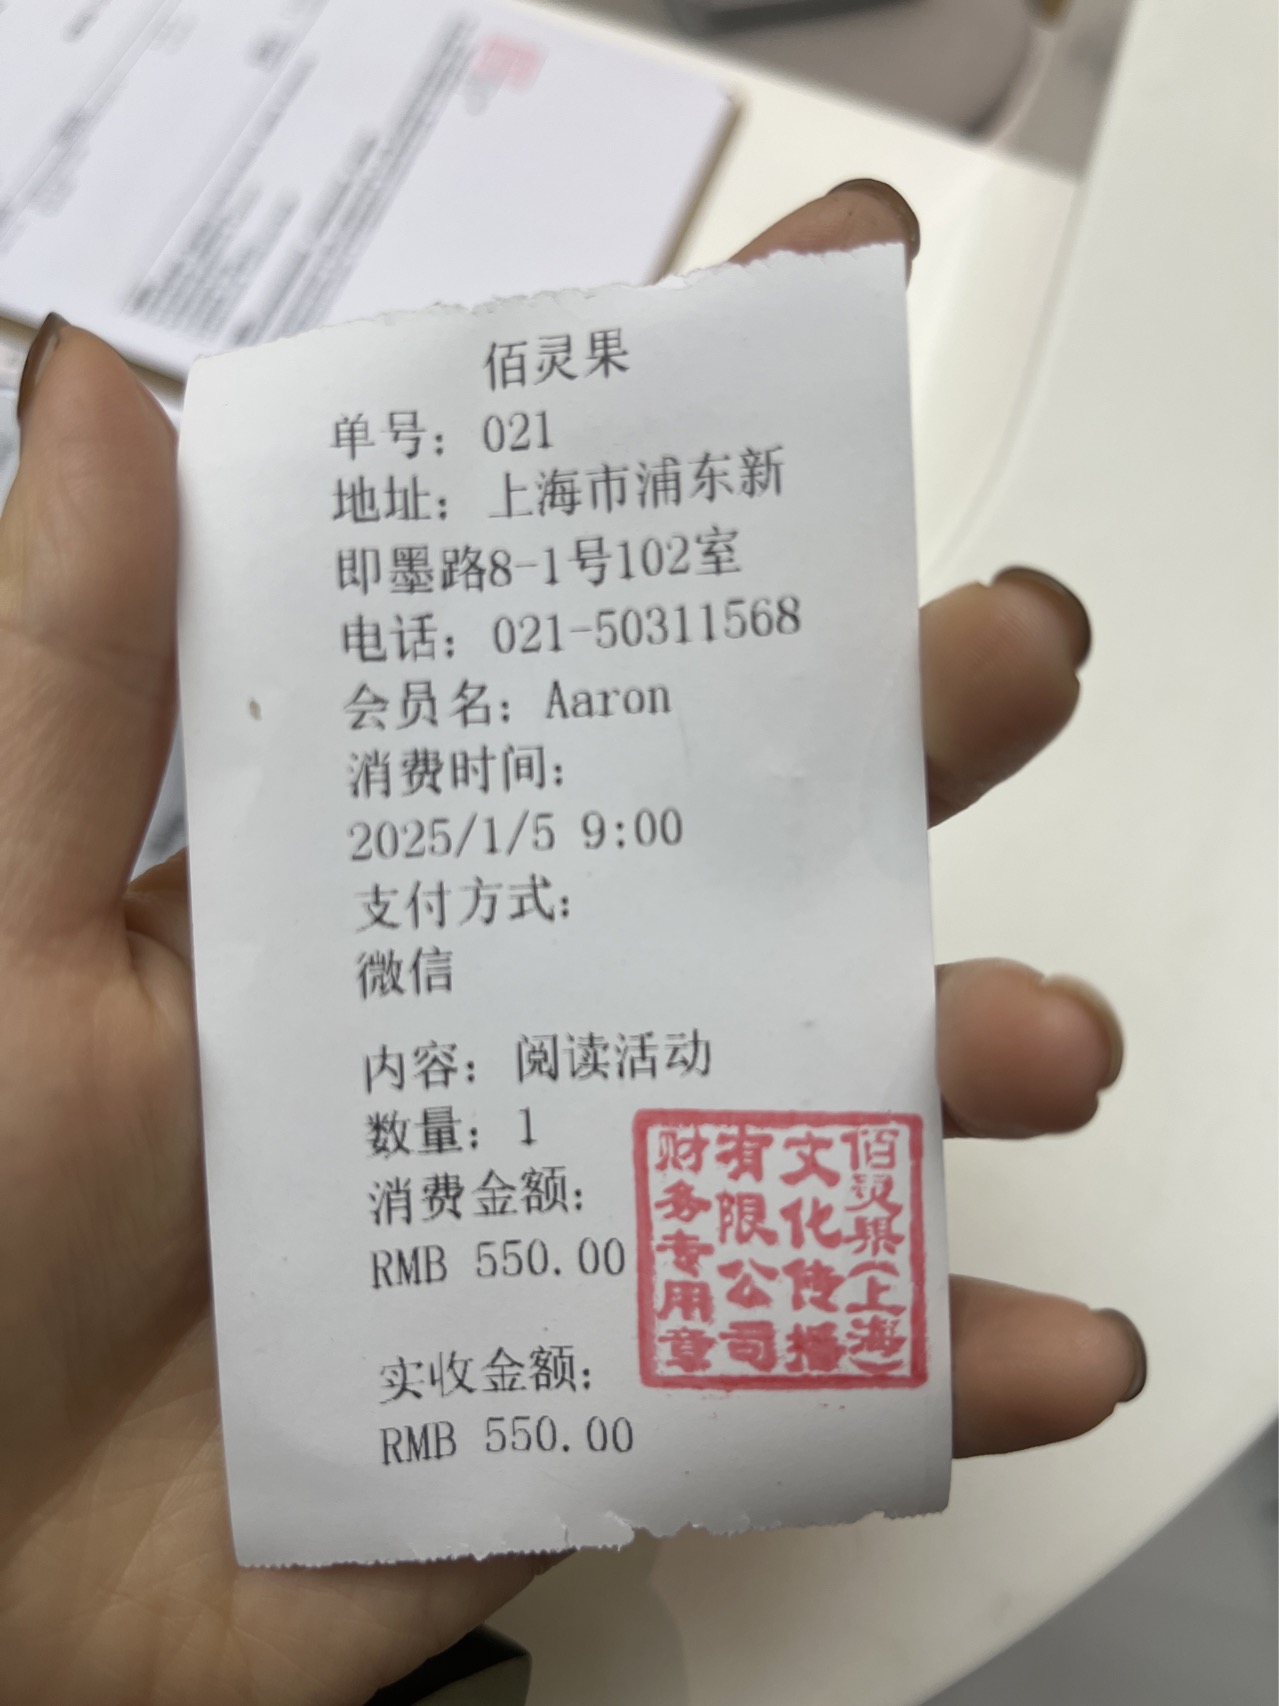 佰灵果
单号：021
地址：上海市浦东新
即墨路8-1号102室
电话：021-50311568
会员名：Aaron
消费时间：
2025/1/5 9:00
支付方式：
微信
内容：阅读活动
数量：1
消费金额：
RMB 550.00
实收金额：
RMB 550.00
佰灵果(上海)
文化传播
有限公司
财务专用章